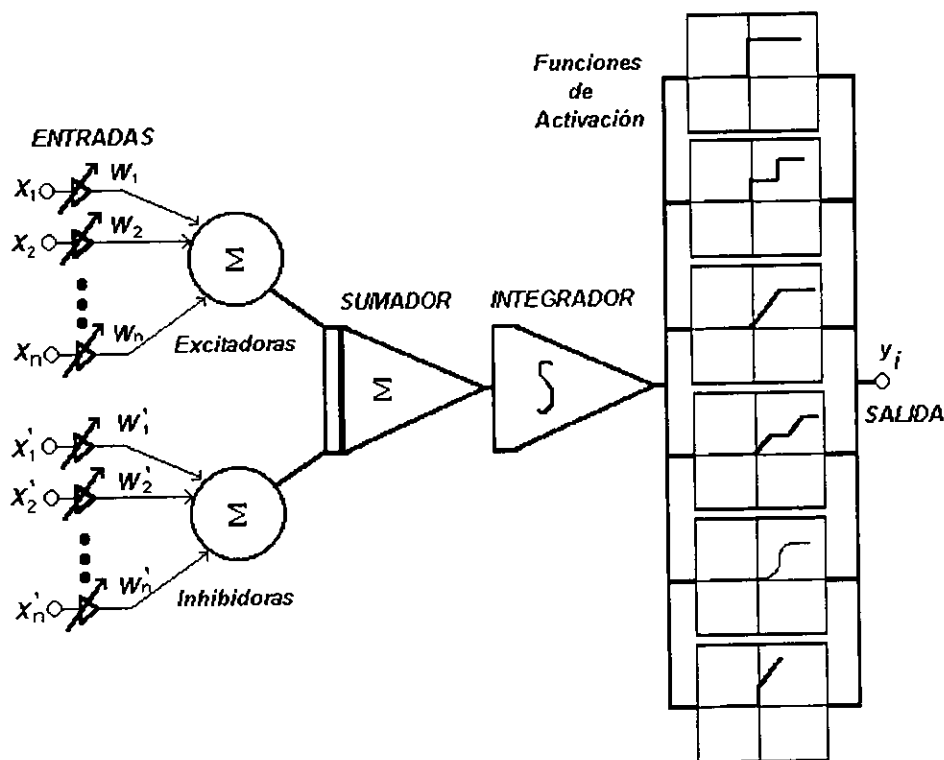 Funciones
de
Activación
ENTRADAS
X₁ W₁
X₂ W₂
Xₙ Wₙ
Σ
Excitadoras
SUMADOR
INTEGRADOR
Σ
∫
yᵢ
SALIDA
X'₁ W'₁
X'₂ W'₂
X'ₙ Wₙ'
Σ
Inhibidoras